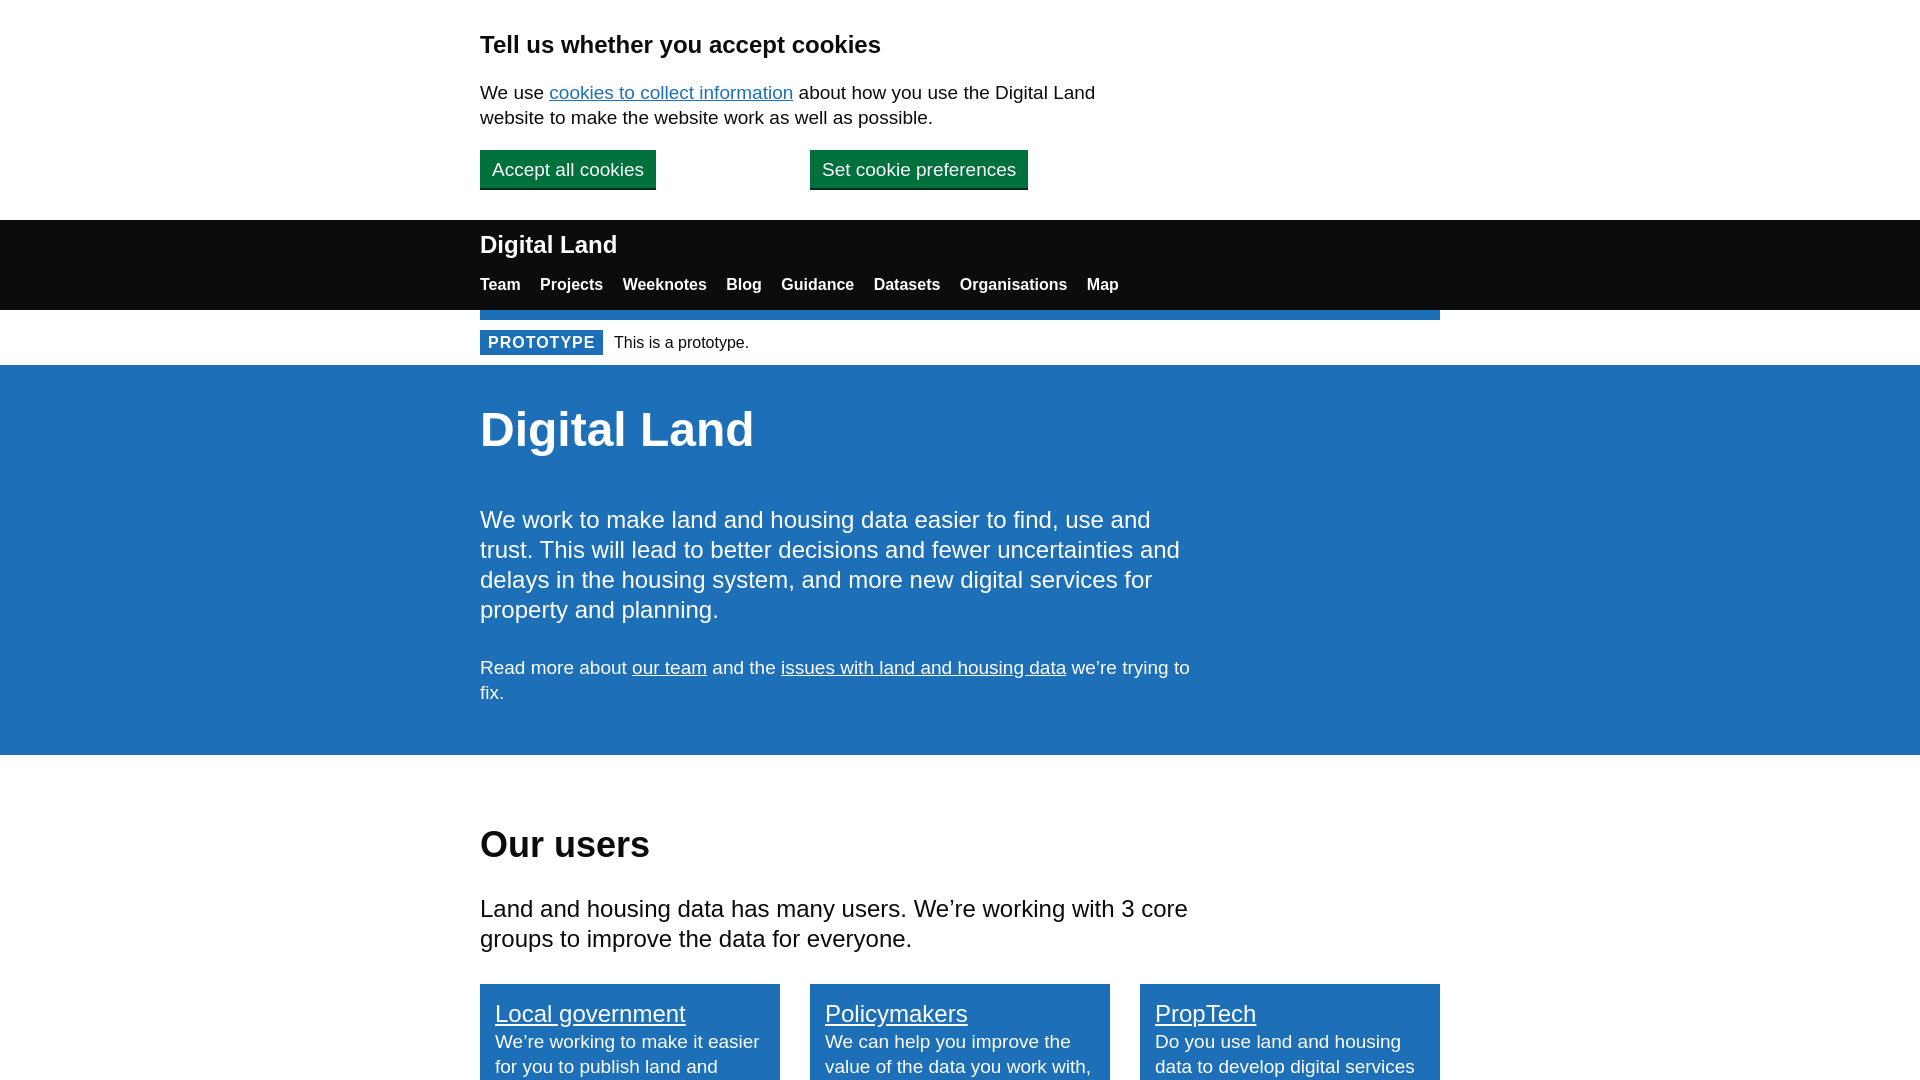 Tell us whether you accept cookies
We use cookies to collect information about how you use the Digital Land
website to make the website work as well as possible.
Accept all cookies
Set cookie preferences
Digital Land
Team Projects Weeknotes Blog Guidance Datasets Organisations Map
PROTOTYPE This is a prototype.
Digital Land
We work to make land and housing data easier to find, use and
trust. This will lead to better decisions and fewer uncertainties and
delays in the housing system, and more new digital services for
property and planning.
Read more about our team and the issues with land and housing data we’re trying to
fix.
Our users
Land and housing data has many users. We’re working with 3 core
groups to improve the data for everyone.
Local government
We’re working to make it easier
for you to publish land and
Policymakers
We can help you improve the
value of the data you work with,
PropTech
Do you use land and housing
data to develop digital services